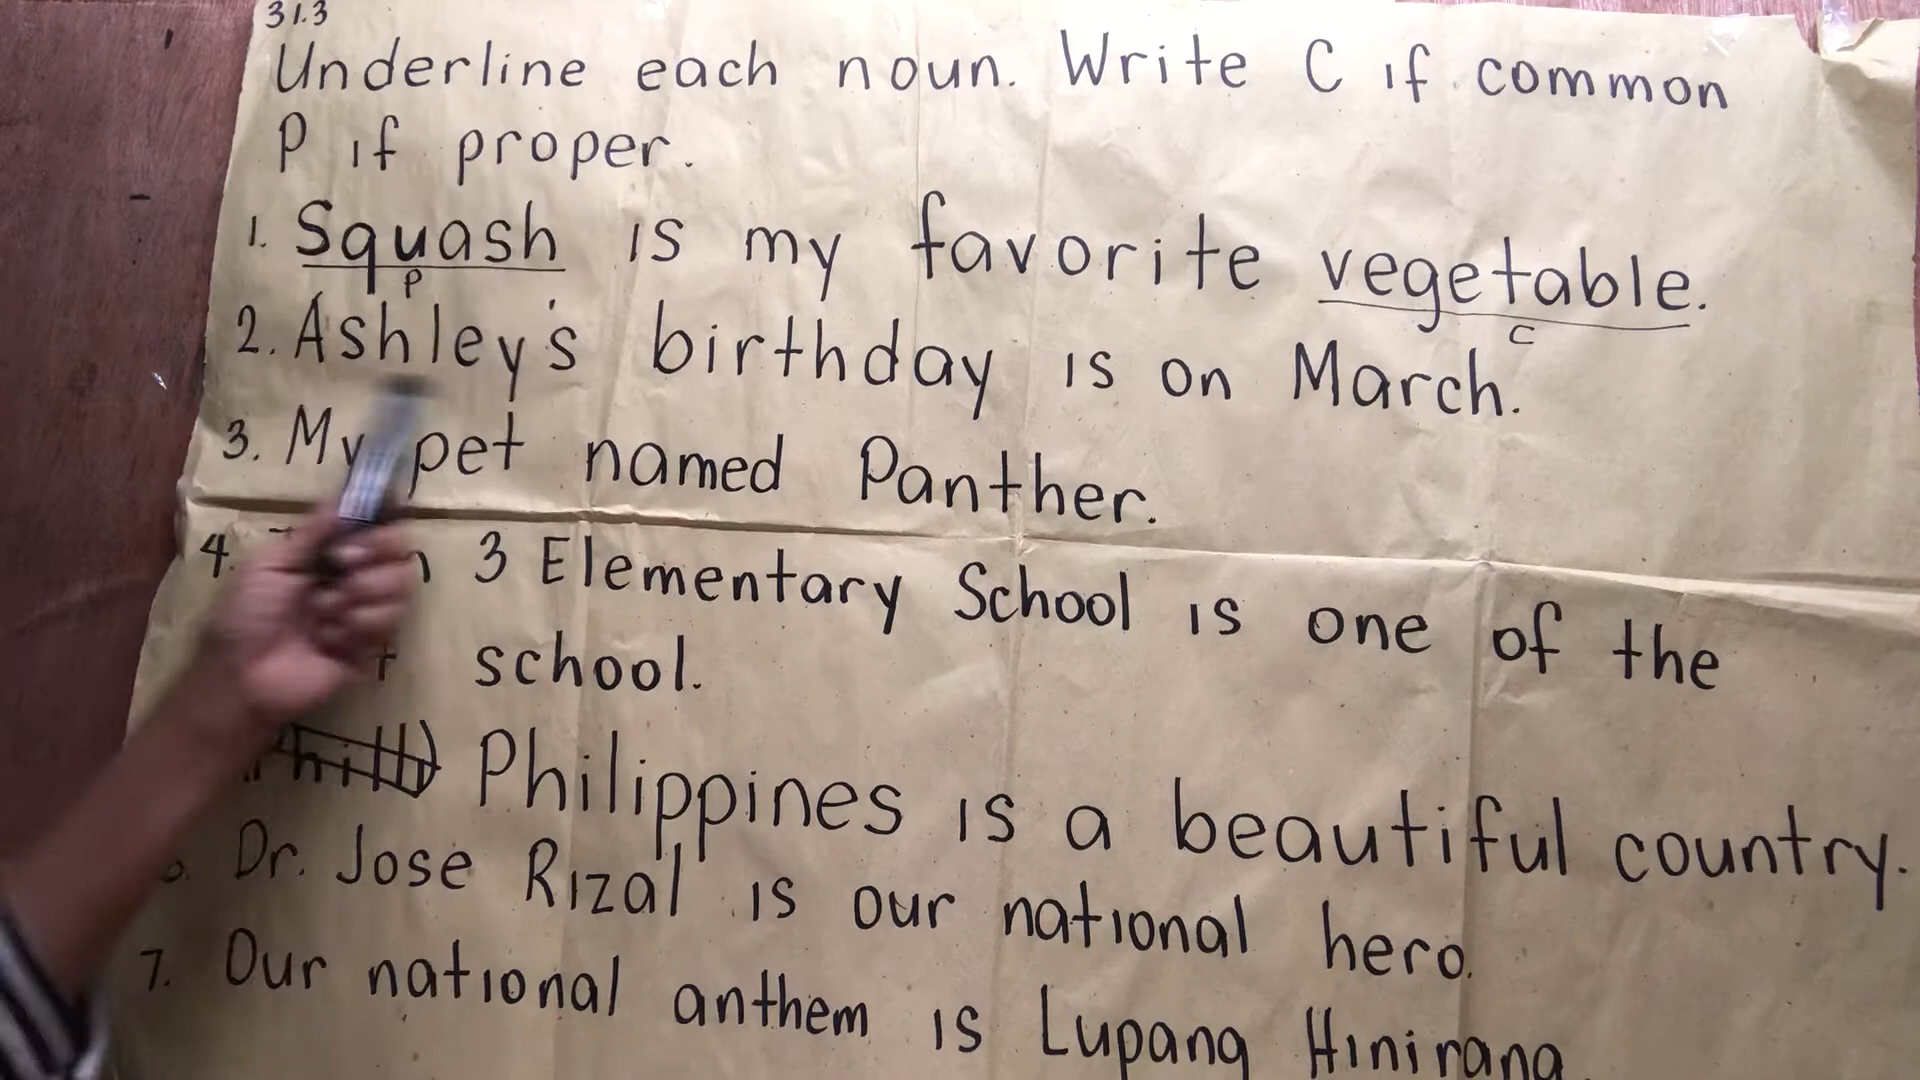 31.3
Underline each noun. Write C if common
P if proper.
1. Squash is my favorite vegetable.
P C
2. Ashley's birthday is on March.
3. My pet named Panther.
4. 3 Elementary School is one of the
school.
Philippines is a beautiful country.
Dr. Jose Rizal is our national hero.
7. Our national anthem is Lupang Hinirang